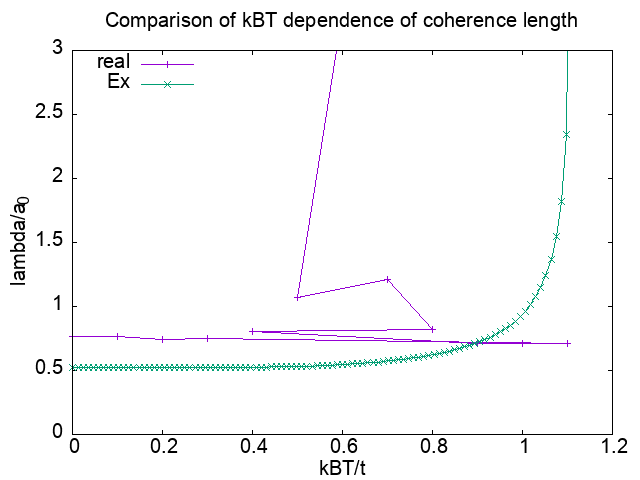 Comparison of kBT dependence of coherence length
real
Ex
3
2.5
2
1.5
1
0.5
0
lambda/a0
0 0.2 0.4 0.6 0.8 1 1.2
kBT/t